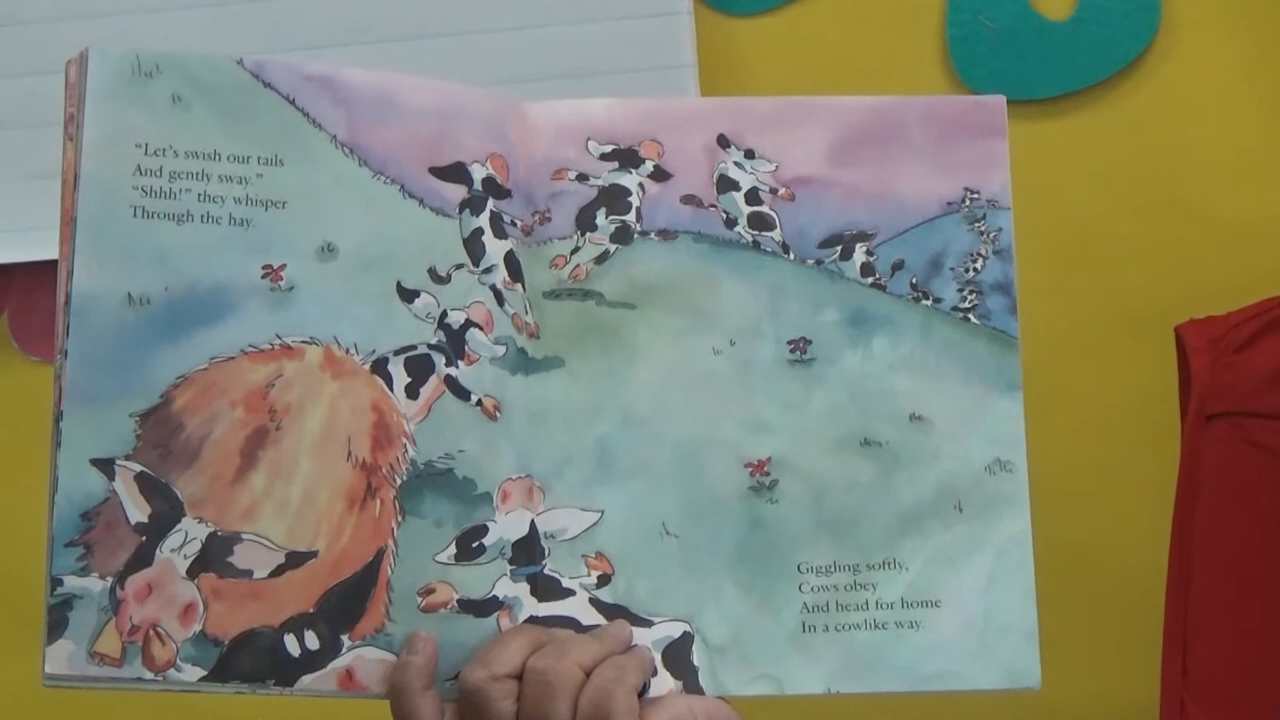 “Let’s swish our tails
And gently sway.”
“Shhh!” they whisper
Through the hay.
Giggling softly,
Cows obey
And head for home
In a cowlike way.